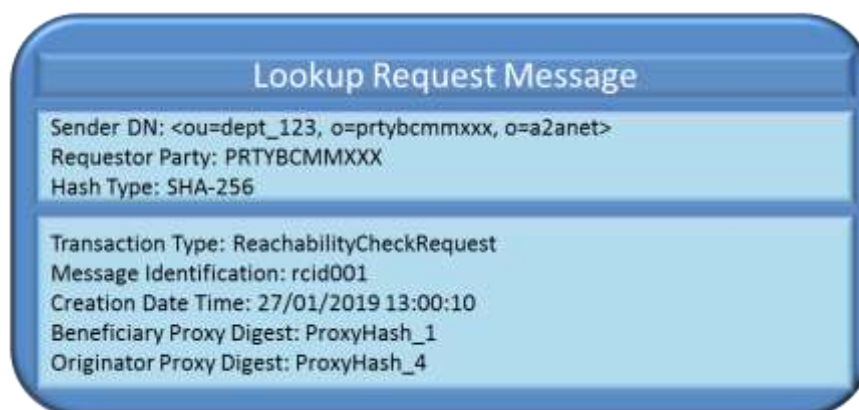 Lookup Request Message
Sender DN: <ou=dept_123, o=prtybcmmxxx, o=a2anet>
Requestor Party: PRTYBCMMXXX
Hash Type: SHA-256
Transaction Type: ReachabilityCheckRequest
Message Identification: rcid001
Creation Date Time: 27/01/2019 13:00:10
Beneficiary Proxy Digest: ProxyHash_1
Originator Proxy Digest: ProxyHash_4